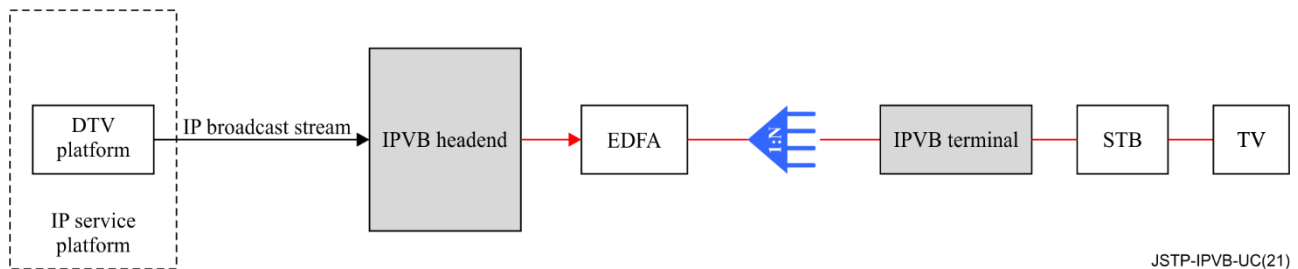 DTV
platform
IP service
platform
IP broadcast stream
IPVB headend
EDFA
1:N
IPVB terminal
STB
TV
JSTP-IPVB-UC(21)